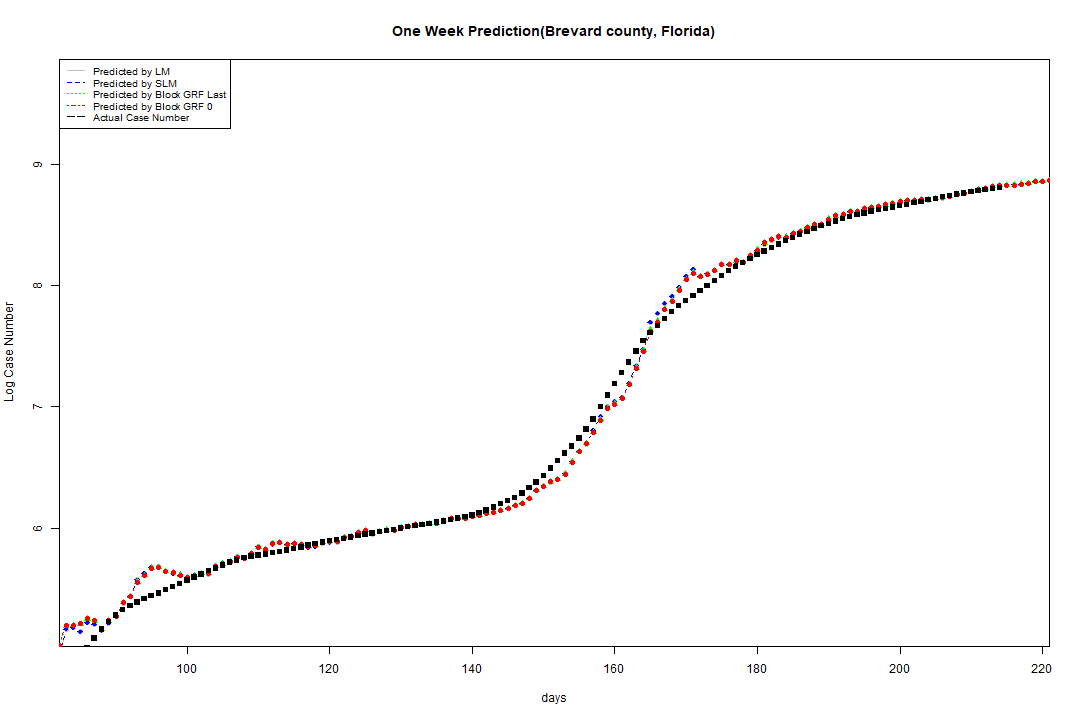 One Week Prediction(Brevard county, Florida)
Predicted by LM
Predicted by SLM
Predicted by Block GRF Last
Predicted by Block GRF 0
Actual Case Number
9
8
7
6
Log Case Number
100 120 140 160 180 200 220
days